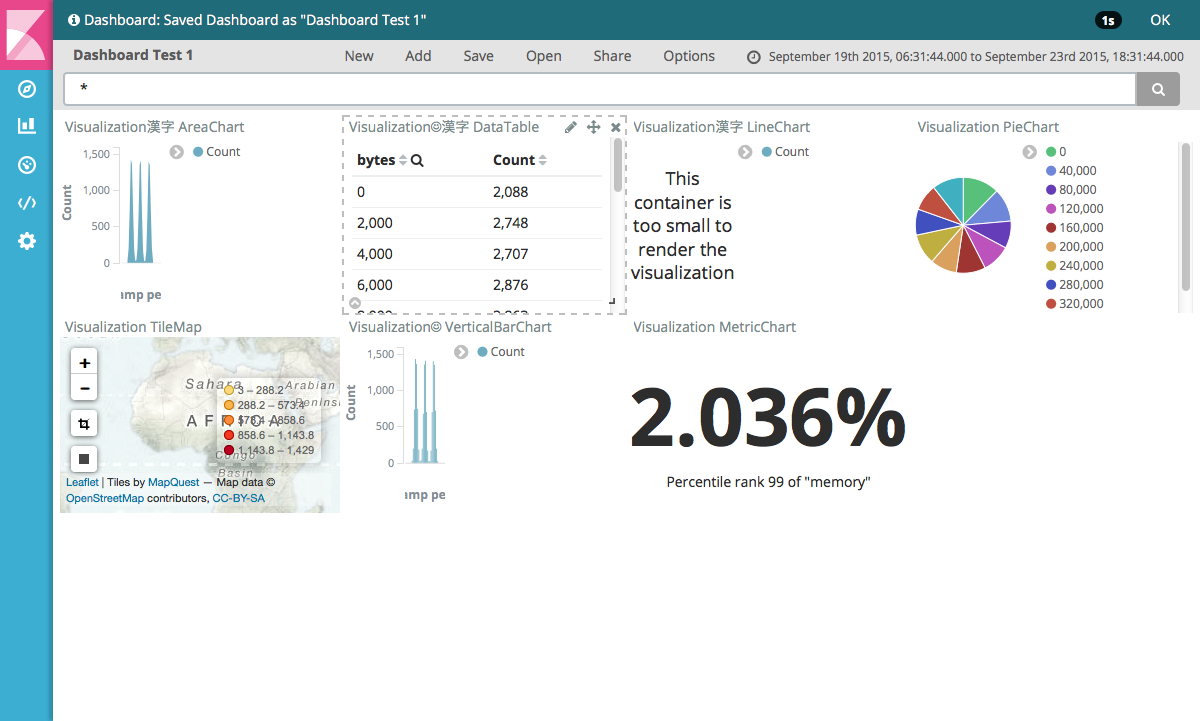 Dashboard: Saved Dashboard as "Dashboard Test 1"
1s
OK
Dashboard Test 1
New Add Save Open Share Options
September 19th 2015, 06:31:44.000 to September 23rd 2015, 18:31:44.000
*
Visualization漢字 AreaChart
Count
1,500
1,000
500
0
Count
ımp pe
Visualization☺漢字 DataTable
bytes Count
0 2,088
2,000 2,748
4,000 2,707
6,000 2,876
Visualization漢字 LineChart
Count
This
container is
too small to
render the
visualization
Visualization PieChart
0
40,000
80,000
120,000
160,000
200,000
240,000
280,000
320,000
Visualization TileMap
+
−
Sahara
Arabian
Penins
AFRICA
Congo
Basin
3 – 288.2
288.2 – 573.4
573.4 – 858.6
858.6 – 1,143.8
1,143.8 – 1,429
Leaflet | Tiles by MapQuest — Map data ©
OpenStreetMap contributors, CC-BY-SA
Visualization☺ VerticalBarChart
Count
1,500
1,000
500
0
Count
ımp pe
Visualization MetricChart
2.036%
Percentile rank 99 of "memory"